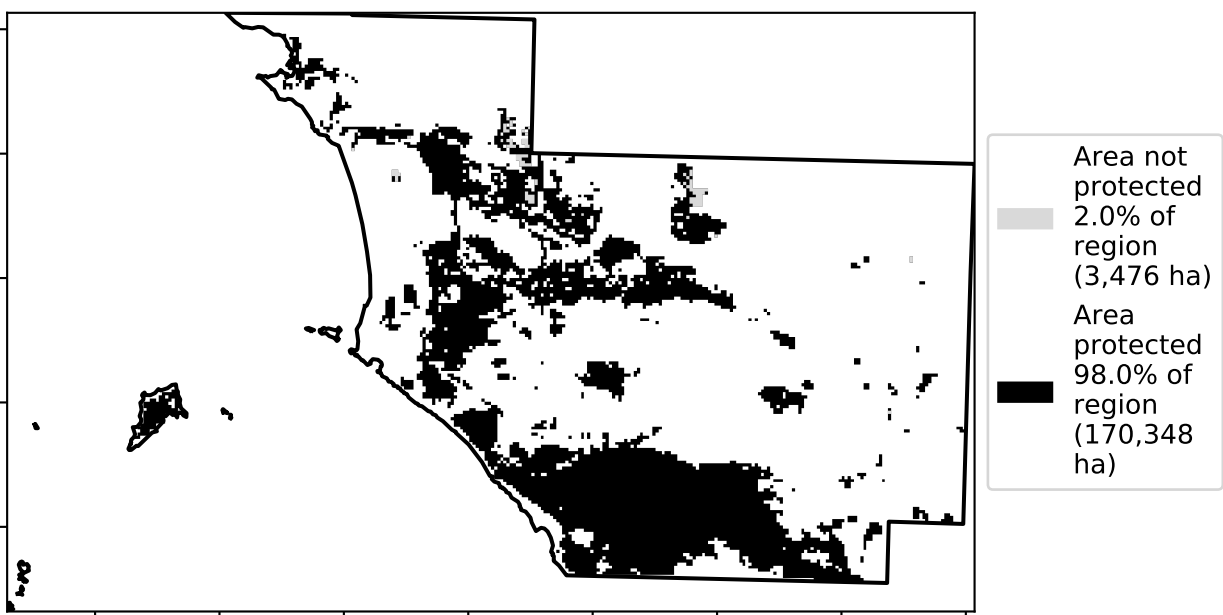 Area not
protected
2.0% of
region
(3,476 ha)
Area
protected
98.0% of
region
(170,348
ha)